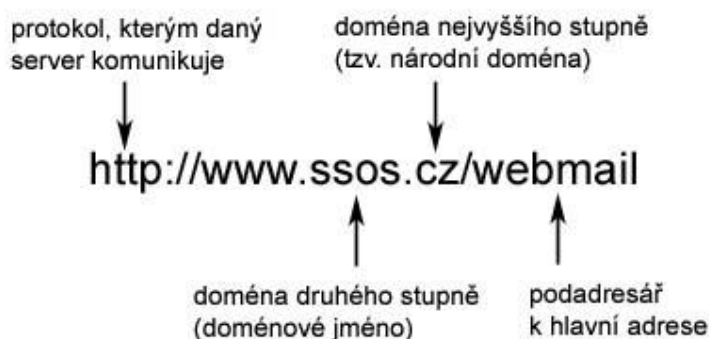 protokol, kterým daný
server komunikuje
doména nejvyššího stupně
(tzv. národní doména)
http://www.ssos.cz/webmail
doména druhého stupně
(doménové jméno)
podadresář
k hlavní adrese